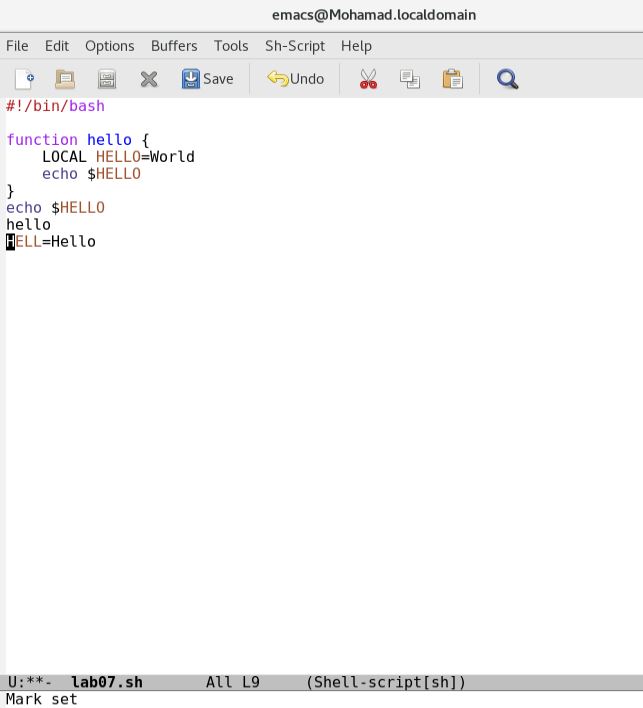 emacs@Mohamad.localdomain
File Edit Options Buffers Tools Sh-Script Help
Save Undo
#!/bin/bash
function hello {
    LOCAL HELLO=World
    echo $HELLO
}
echo $HELLO
hello
HELL=Hello
U:**-  lab07.sh       All L9     (Shell-script[sh])
Mark set